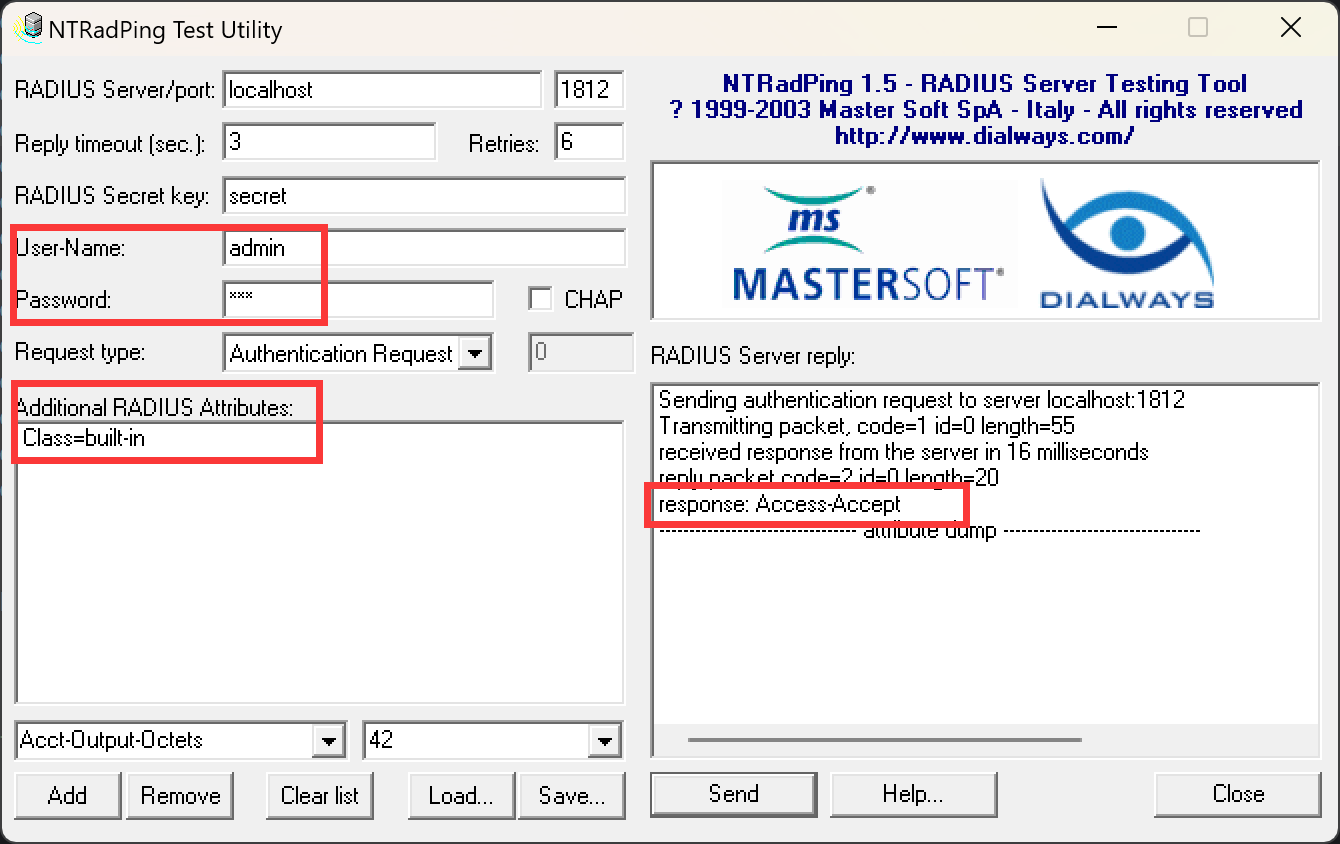 NTRadPing Test Utility
RADIUS Server/port: localhost 1812
Reply timeout (sec.): 3 Retries: 6
RADIUS Secret key: secret
User-Name: admin
Password: *** CHAP
Request type: Authentication Request 0
Additional RADIUS Attributes:
Class=built-in
Acct-Output-Octets 42
Add Remove Clear list Load... Save...
NTRadPing 1.5 - RADIUS Server Testing Tool
? 1999-2003 Master Soft SpA - Italy - All rights reserved
http://www.dialways.com/
ms®
MASTERSOFT®
DIALWAYS
RADIUS Server reply:
Sending authentication request to server localhost:1812
Transmitting packet, code=1 id=0 length=55
received response from the server in 16 milliseconds
reply packet code=2 id=0 length=20
response: Access-Accept
-------------------------------- attribute dump --------------------------------
Send Help... Close